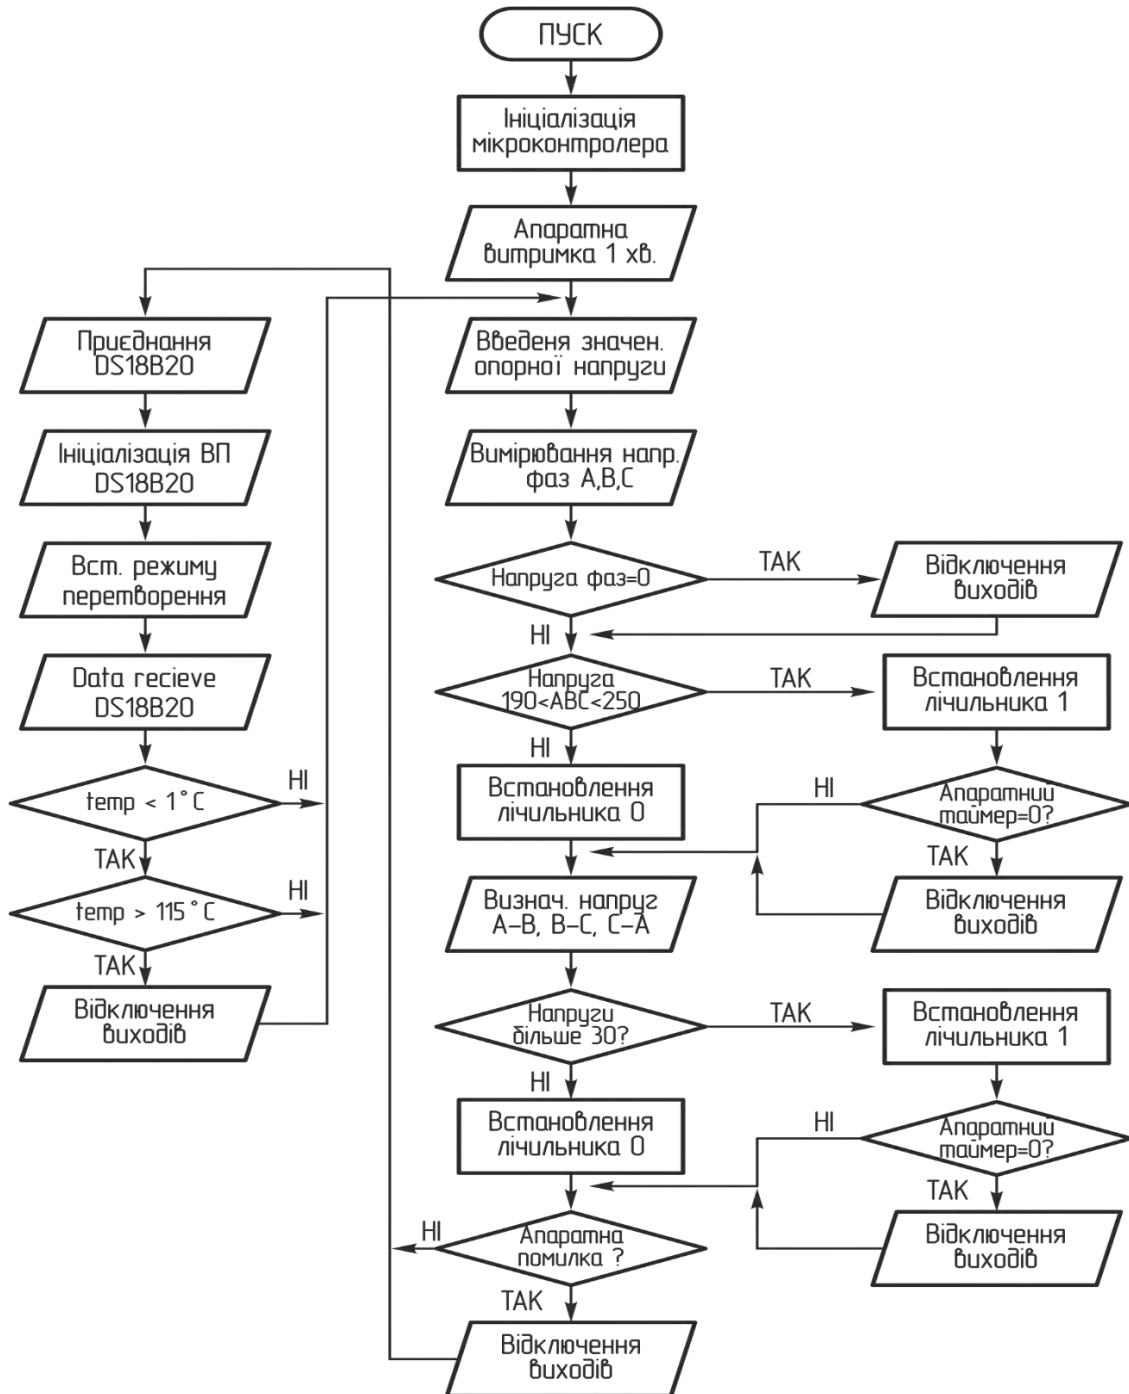 ПУСК
Ініціалізація
мікроконтролера
Апаратна
витримка 1 хв.
Введеня значен.
опорної напруги
Вимірювання напр.
фаз А,В,С
Напруга фаз=0
ТАК
Відключення
виходів
НІ
Напруга
190<АВС<250
ТАК
Встановлення
лічильника 1
НІ
Встановлення
лічильника 0
Апаратний
таймер=0?
НІ
ТАК
Відключення
виходів
Визнач. напруг
А–В, В–С, С–А
Напруги
більше 30?
ТАК
Встановлення
лічильника 1
НІ
Встановлення
лічильника 0
Апаратний
таймер=0?
НІ
ТАК
Відключення
виходів
Апаратна
помилка ?
НІ
ТАК
Відключення
виходів
Приєднання
DS18B20
Ініціалізація ВП
DS18B20
Вст. режиму
перетворення
Data recieve
DS18B20
temp < 1°C
НІ
ТАК
temp > 115°C
НІ
ТАК
Відключення
виходів